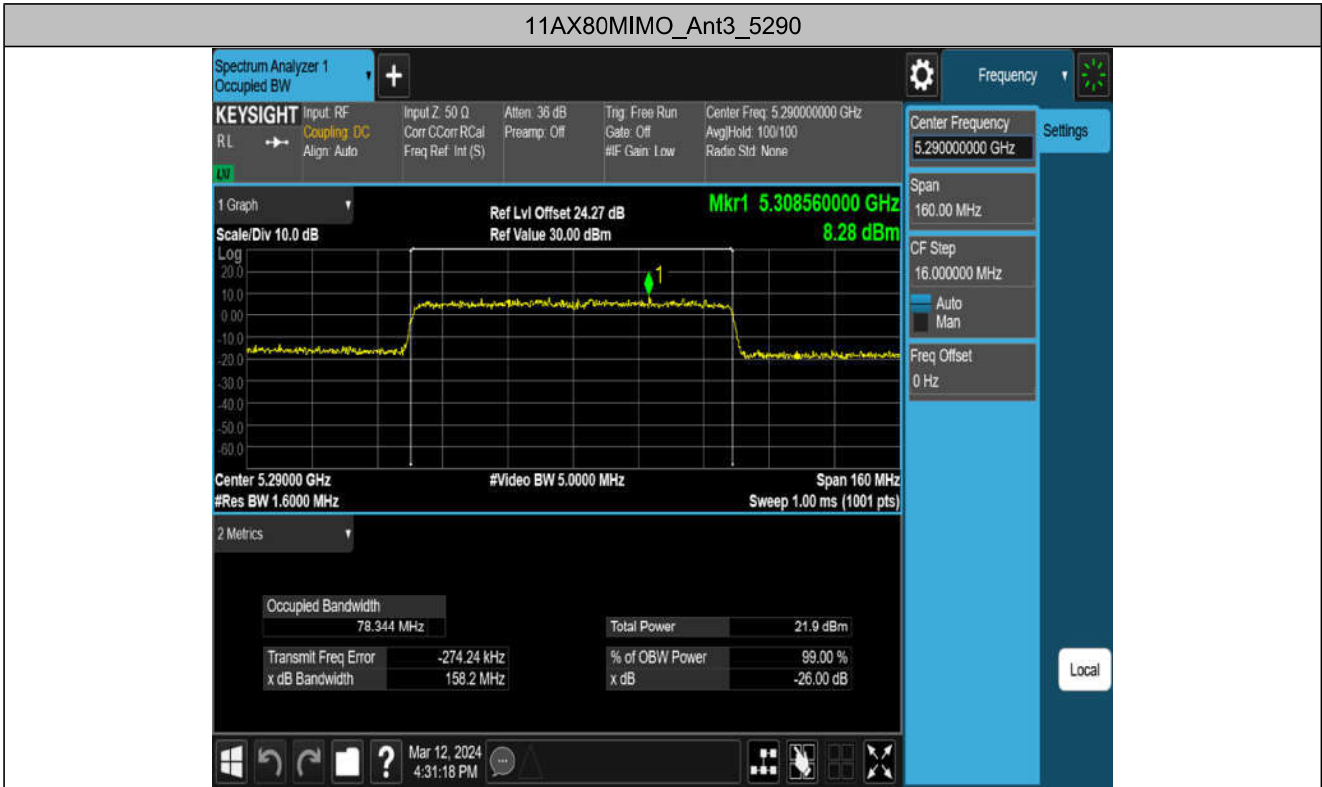 11AX80MIMO_Ant3_5290
Spectrum Analyzer 1
Occupied BW
+
Frequency
KEYSIGHT
RL
LXI
Input: RF
Coupling: DC
Align: Auto
Input Z: 50 Ω
Corr CCorr RCal
Freq Ref: Int (S)
Atten: 36 dB
Preamp: Off
Trig: Free Run
Gate: Off
#IF Gain: Low
Center Freq: 5.290000000 GHz
Avg|Hold: 100/100
Radio Std: None
Center Frequency
5.290000000 GHz
Settings
Span
160.00 MHz
CF Step
16.000000 MHz
Auto
Man
Freq Offset
0 Hz
1 Graph
Scale/Div 10.0 dB
Ref Lvl Offset 24.27 dB
Ref Value 30.00 dBm
Mkr1 5.308560000 GHz
8.28 dBm
Log
20.0
10.0
0.00
-10.0
-20.0
-30.0
-40.0
-50.0
-60.0
1
Center 5.29000 GHz
#Res BW 1.6000 MHz
#Video BW 5.0000 MHz
Span 160 MHz
Sweep 1.00 ms (1001 pts)
2 Metrics
Occupied Bandwidth
78.344 MHz
Total Power 21.9 dBm
Transmit Freq Error -274.24 kHz
% of OBW Power 99.00 %
x dB Bandwidth 158.2 MHz
x dB -26.00 dB
Local
?
Mar 12, 2024
4:31:18 PM